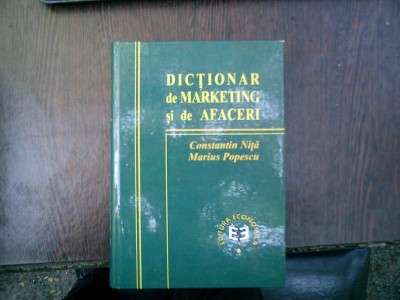 DICȚIONAR
de MARKETING
și de AFACERI
Constantin Niță
Marius Popescu
EDITURA ECONOMICĂ